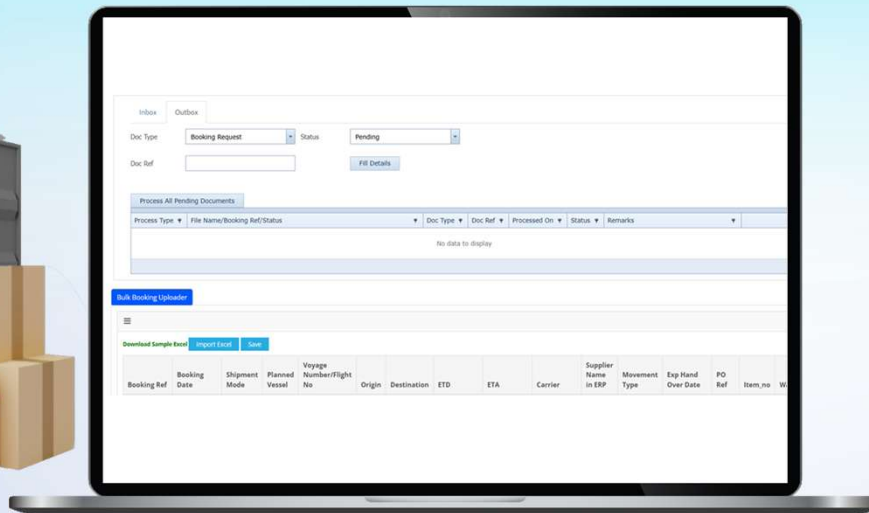 Inbox Outbox
Doc Type Booking Request Status Pending
Doc Ref Fill Details
Process All Pending Documents
Process Type File Name/Booking Ref/Status Doc Type Doc Ref Processed On Status Remarks
No data to display
Bulk Booking Uploader
Download Sample Excel Import Excel Save
Booking Ref Booking Date Shipment Mode Planned Vessel Voyage Number/Flight No Origin Destination ETD ETA Carrier Supplier Name in ERP Movement Type Exp Hand Over Date PO Ref Item_no